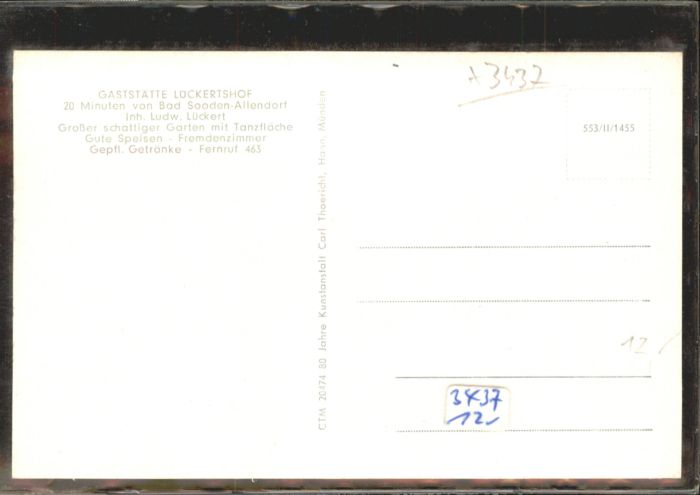 GASTSTÄTTE LÜCKERTSHOF
20 Minuten von Bad Sooden-Allendorf
Inh. Ludw. Lückert
Großer schattiger Garten mit Tanzfläche
Gute Speisen - Fremdenzimmer
Gepfl. Getränke - Fernruf 463
CTM 20474 80 Jahre Kunstanstalt Carl Thoericht, Hann. Münden
3437
553/II/1455
12
3437
12,-